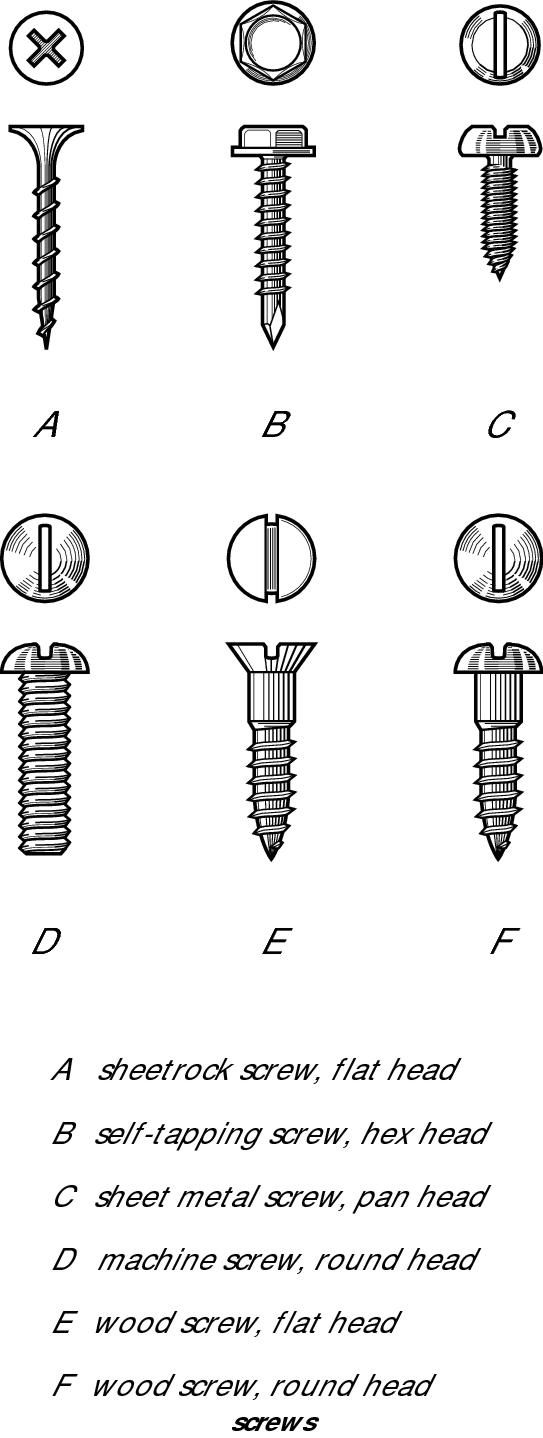 A B C
D E F
A sheetrock screw, flat head
B self-tapping screw, hex head
C sheet metal screw, pan head
D machine screw, round head
E wood screw, flat head
F wood screw, round head
screws